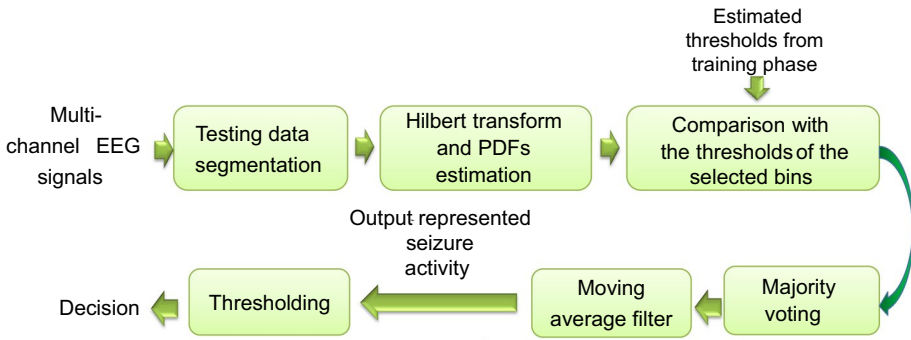 Estimated
thresholds from
training phase
Multi-
channel EEG
signals
Testing data
segmentation
Hilbert transform
and PDFs
estimation
Comparison with
the thresholds of the
selected bins
Output represented
seizure
activity
Majority
voting
Moving
average filter
Thresholding
Decision